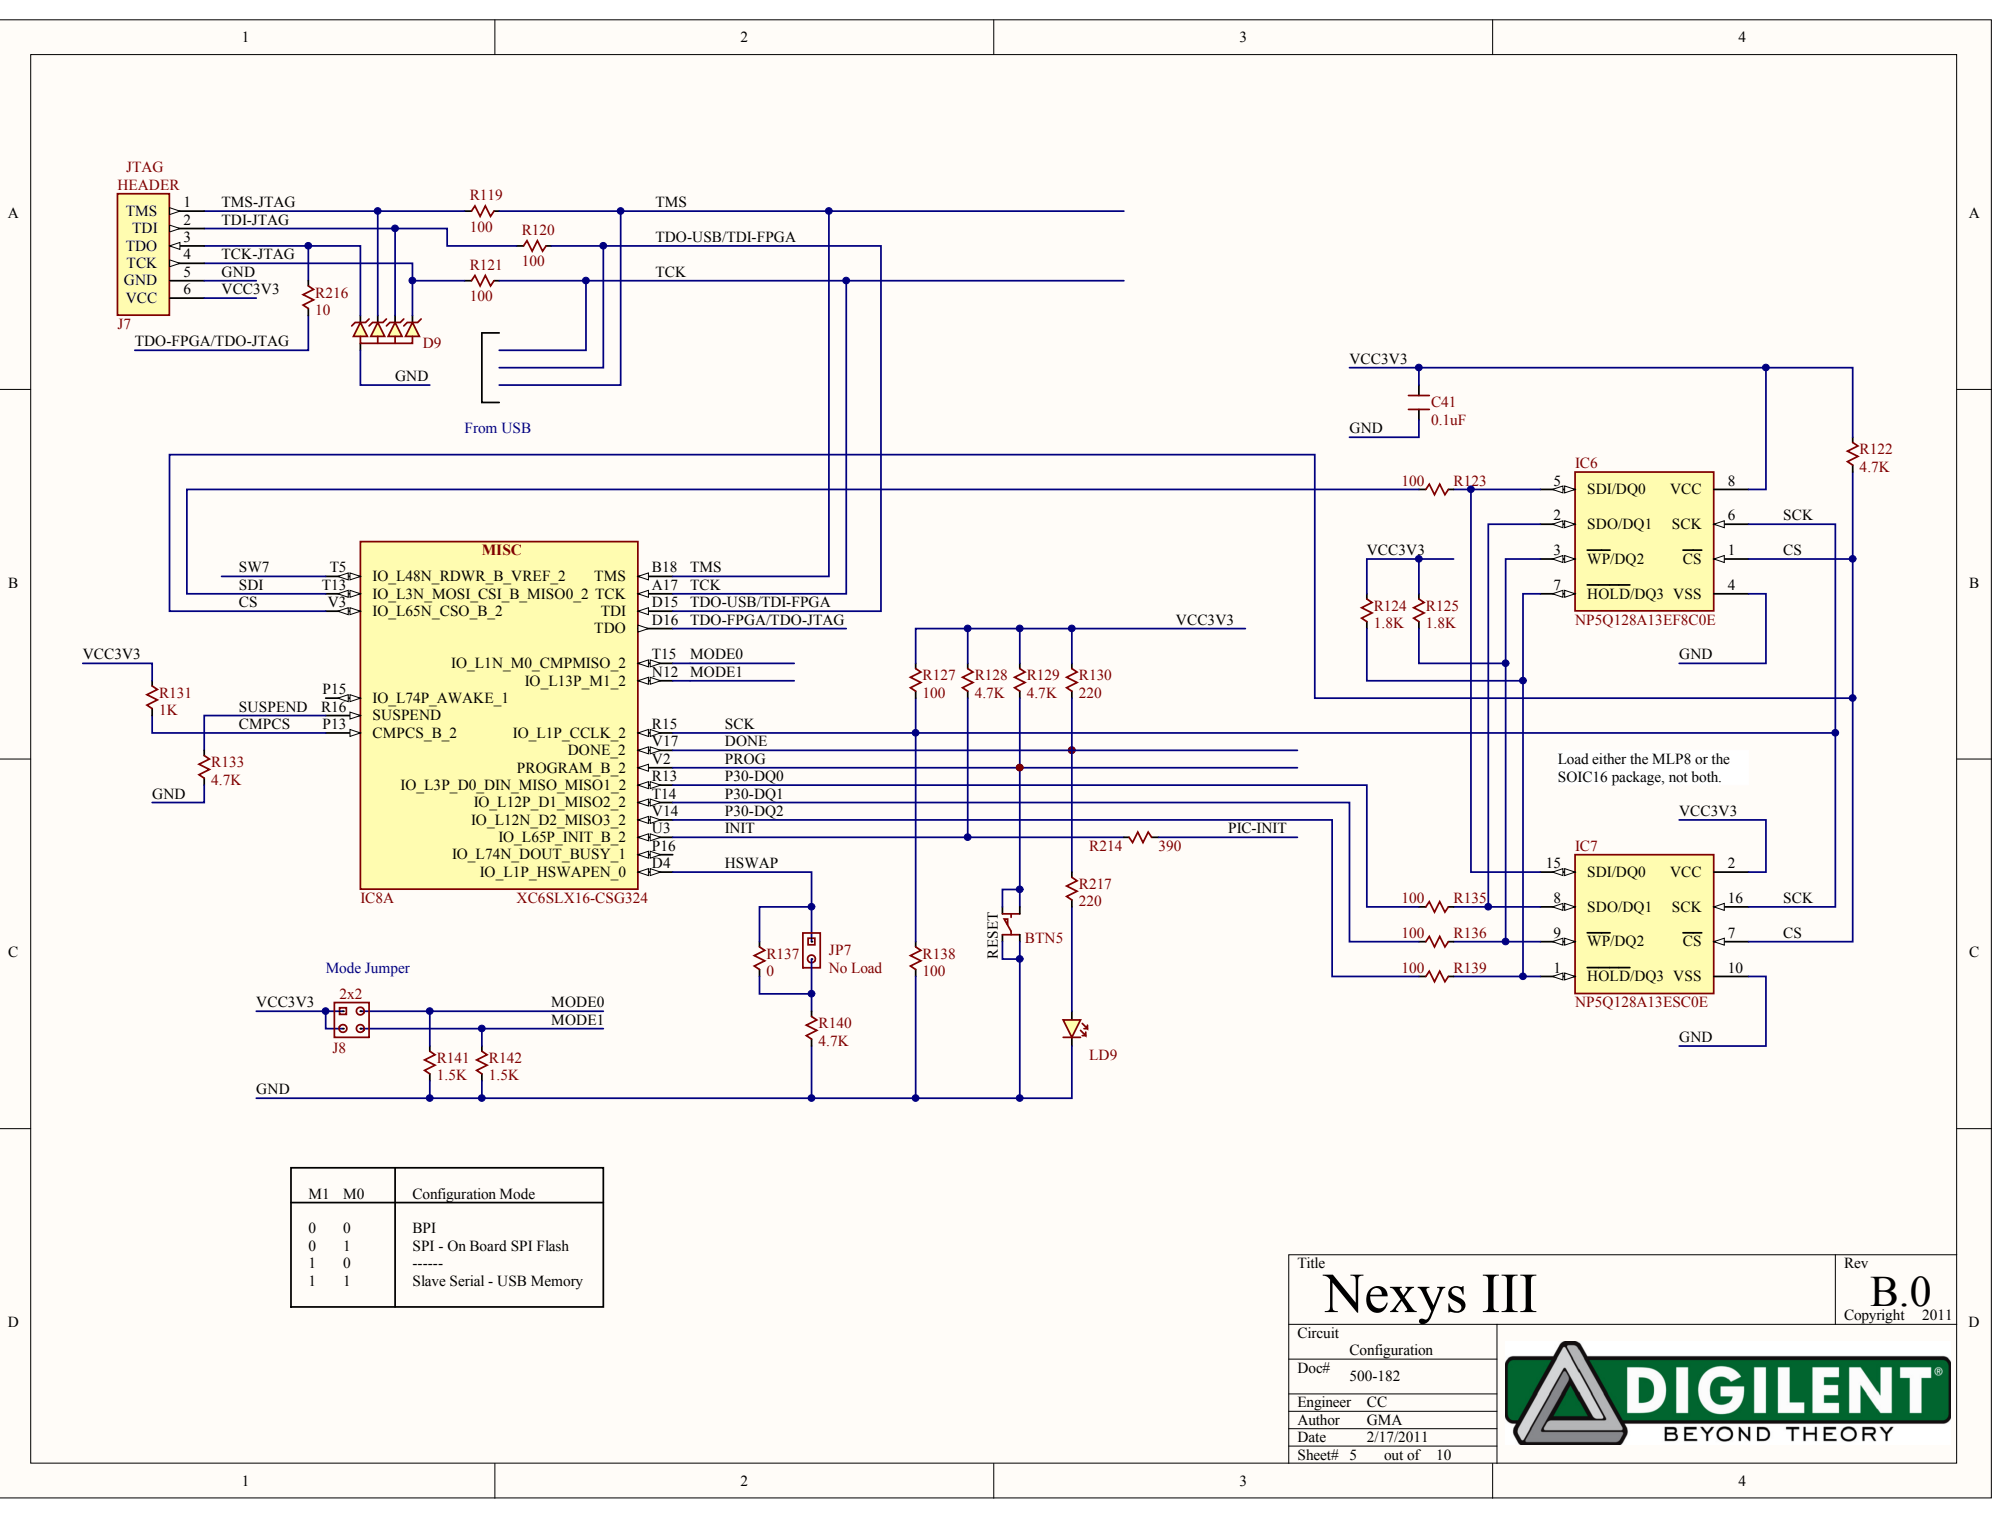 1 2 3 4
A
A
JTAG
HEADER
TMS 1 TMS-JTAG
TDI 2 TDI-JTAG
TDO 3
TCK 4 TCK-JTAG
GND 5 GND
VCC 6 VCC3V3
J7
R119
100
R120
100
R121
100
R216
10
TDO-FPGA/TDO-JTAG
D9
GND
TMS
TDO-USB/TDI-FPGA
TCK
From USB
VCC3V3
C41
0.1uF
GND
R122
4.7K
B
B
MISC
SW7 T5 IO_L48N_RDWR_B_VREF_2
SDI T13 IO_L3N_MOSI_CSI_B_MISO0_2
CS V3 IO_L65N_CSO_B_2
P15 IO_L74P_AWAKE_1
SUSPEND R16 SUSPEND
CMPCS P13 CMPCS_B_2
TMS B18 TMS
TCK A17 TCK
TDI D15 TDO-USB/TDI-FPGA
TDO D16 TDO-FPGA/TDO-JTAG
IO_L1N_M0_CMPMISO_2 T15 MODE0
IO_L13P_M1_2 N12 MODE1
IO_L1P_CCLK_2 R15 SCK
DONE_2 V17 DONE
PROGRAM_B_2 V2 PROG
IO_L3P_D0_DIN_MISO_MISO1_2 R13 P30-DQ0
IO_L12P_D1_MISO2_2 T14 P30-DQ1
IO_L12N_D2_MISO3_2 V14 P30-DQ2
IO_L65P_INIT_B_2 U3 INIT
IO_L74N_DOUT_BUSY_1 P16
IO_L1P_HSWAPEN_0 D4 HSWAP
IC8A XC6SLX16-CSG324
VCC3V3
R131
1K
R133
4.7K
GND
VCC3V3
R127
100
R128
4.7K
R129
4.7K
R130
220
R214 390
PIC-INIT
R217
220
RESET
BTN5
R137
0
JP7
No Load
R138
100
R140
4.7K
LD9
100 R123
IC6
5 SDI/DQ0 VCC 8
2 SDO/DQ1 SCK 6 SCK
3 WP/DQ2 CS 1 CS
7 HOLD/DQ3 VSS 4
NP5Q128A13EF8C0E
GND
VCC3V3
R124
1.8K
R125
1.8K
Load either the MLP8 or the
SOIC16 package, not both.
VCC3V3
IC7
15 SDI/DQ0 VCC 2
8 SDO/DQ1 SCK 16 SCK
9 WP/DQ2 CS 7 CS
1 HOLD/DQ3 VSS 10
NP5Q128A13ESC0E
GND
100 R135
100 R136
100 R139
C
C
Mode Jumper
VCC3V3
2x2
J8
MODE0
MODE1
R141
1.5K
R142
1.5K
GND
M1 M0 Configuration Mode
0 0 BPI
0 1 SPI - On Board SPI Flash
1 0 ------
1 1 Slave Serial - USB Memory
D
D
Title
Nexys III
Rev
B.0
Copyright 2011
Circuit
Configuration
Doc# 500-182
Engineer CC
Author GMA
Date 2/17/2011
Sheet# 5 out of 10
DIGILENT®
BEYOND THEORY
1 2 3 4